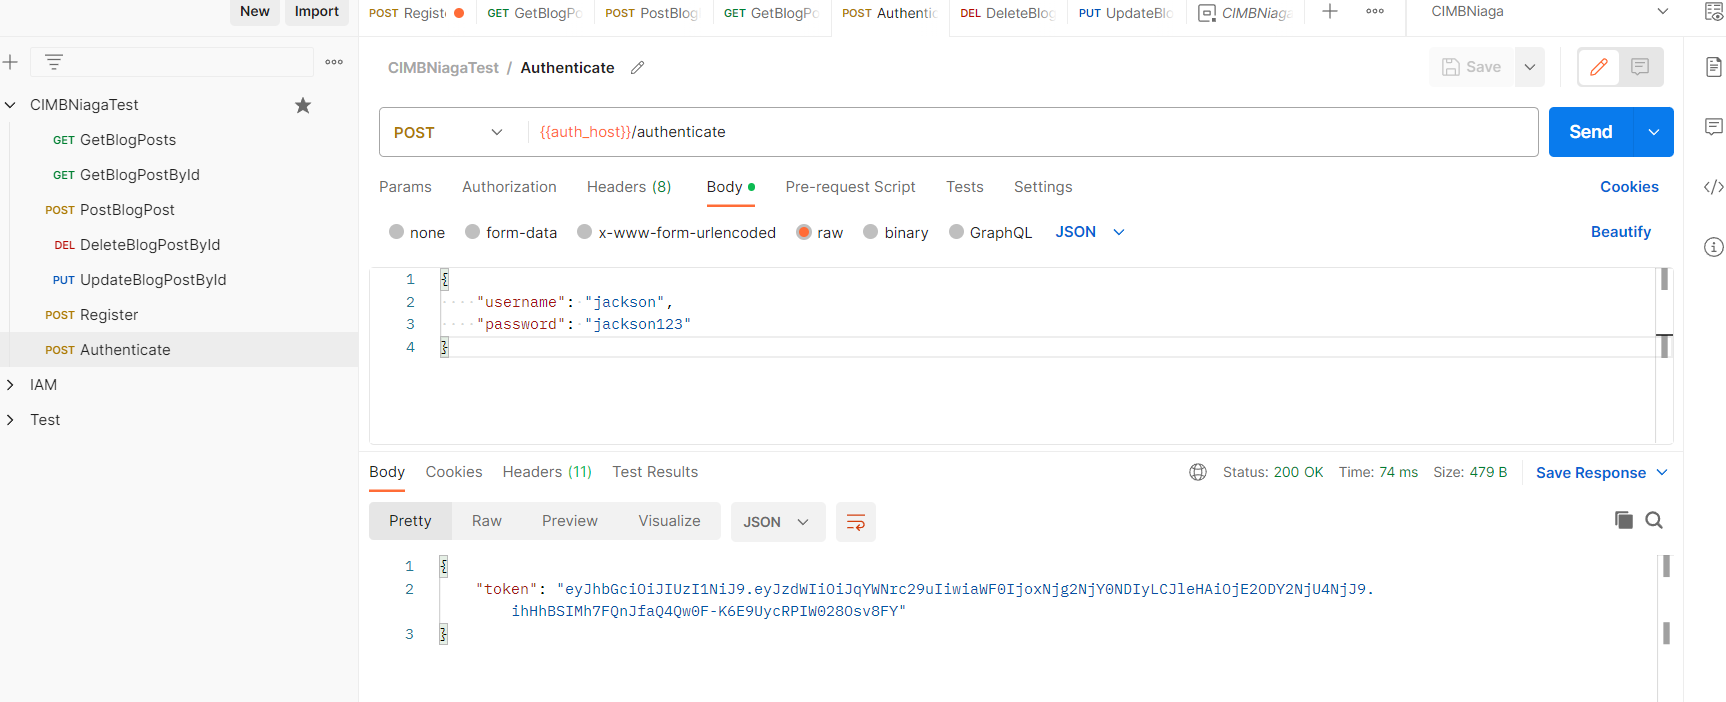 New Import
POST Regist GET GetBlogPo POST PostBlog GET GetBlogPo POST Authentic DEL DeleteBlog PUT UpdateBlo CIMBNiaga CIMBNiaga
CIMBNiagaTest / Authenticate
Save
CIMBNiagaTest
GET GetBlogPosts
GET GetBlogPostById
POST PostBlogPost
DEL DeleteBlogPostById
PUT UpdateBlogPostById
POST Register
POST Authenticate
IAM
Test
POST {{auth_host}}/authenticate Send
Params Authorization Headers (8) Body Pre-request Script Tests Settings Cookies
none form-data x-www-form-urlencoded raw binary GraphQL JSON Beautify
1 {
2 "username": "jackson",
3 "password": "jackson123"
4 }
Body Cookies Headers (11) Test Results Status: 200 OK Time: 74 ms Size: 479 B Save Response
Pretty Raw Preview Visualize JSON
1 {
2 "token": "eyJhbGciOiJIUzI1NiJ9.eyJzdWIiOiJqYWNrc29uIiwiaWF0IjoxNjg2NjY0NDIyLCJleHAiOjE2ODY2NjU4NjJ9.
ihHhBSIMh7FQnJfaQ4Qw0F-K6E9UycRPIW028Osv8FY"
3 }